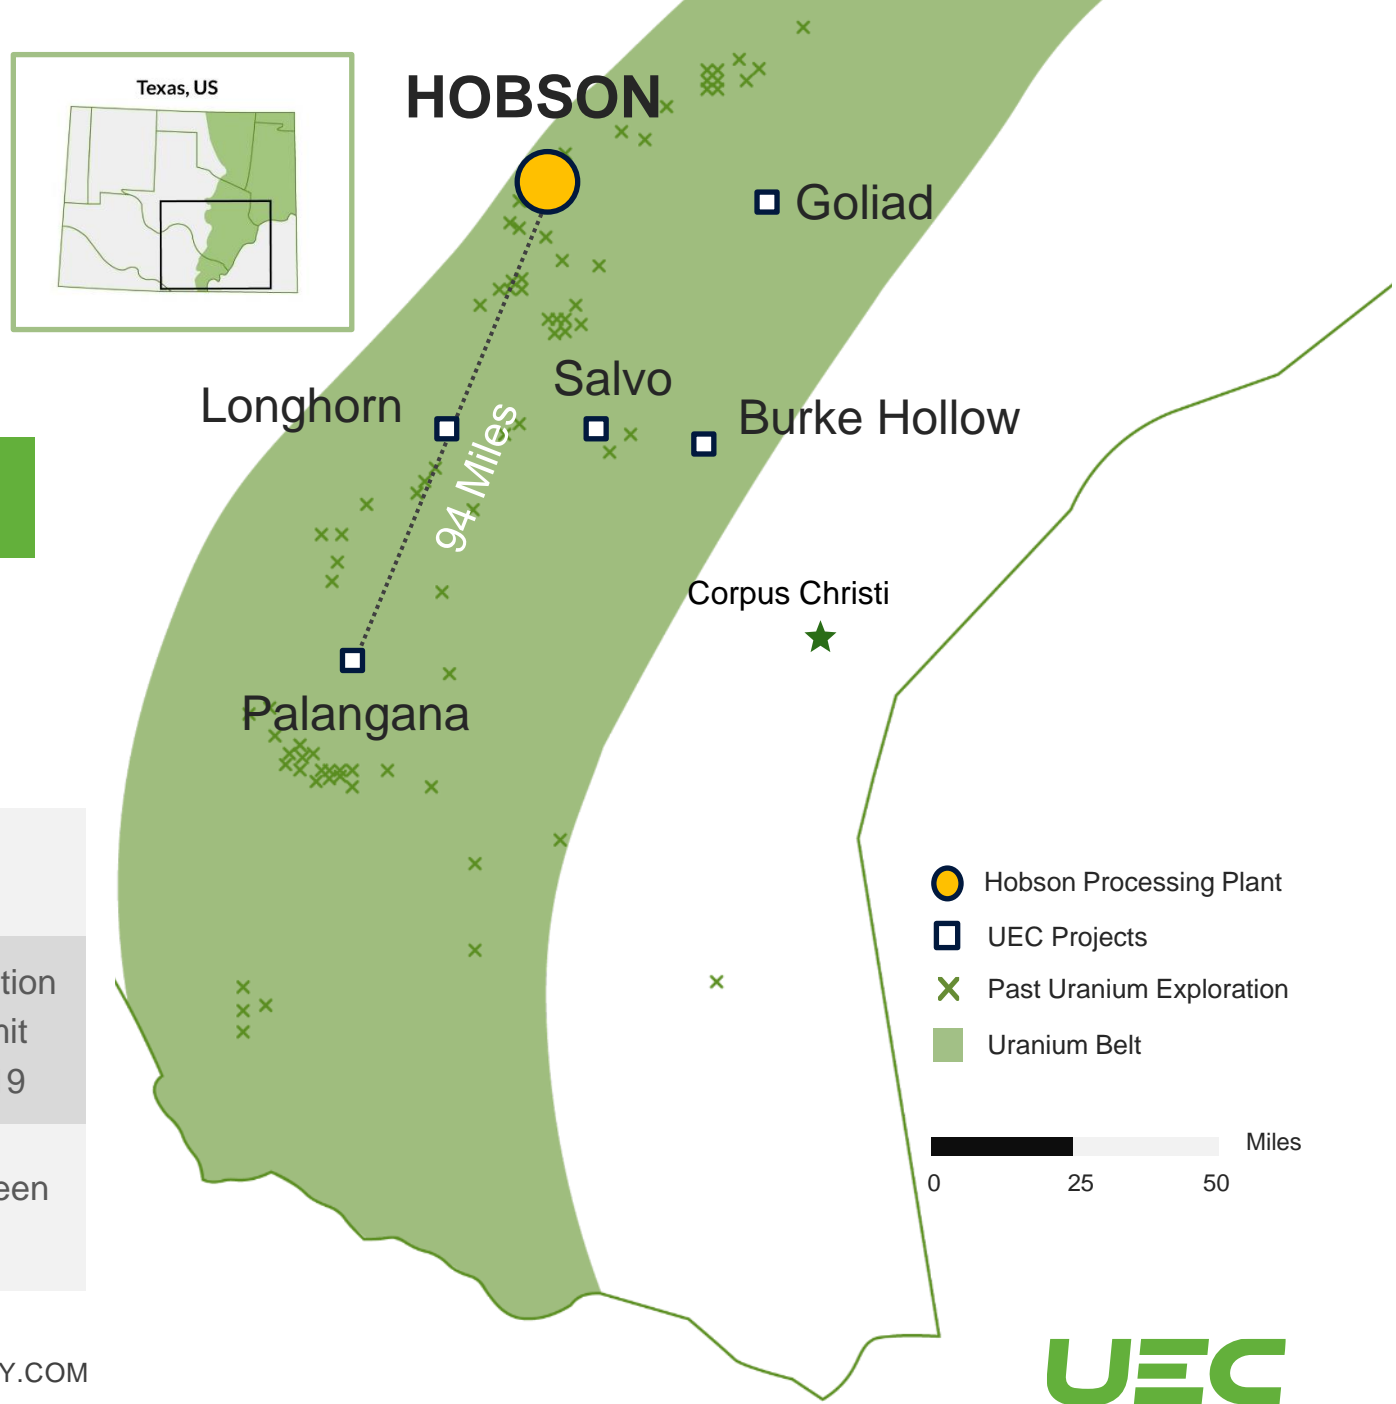 Texas, US
HOBSON
Goliad
Salvo
Longhorn
Burke Hollow
94 Miles
Corpus Christi
Palangana
Hobson Processing Plant
UEC Projects
Past Uranium Exploration
Uranium Belt
Miles
0 25 50
tion
nit
9
een
Y.COM
UEC